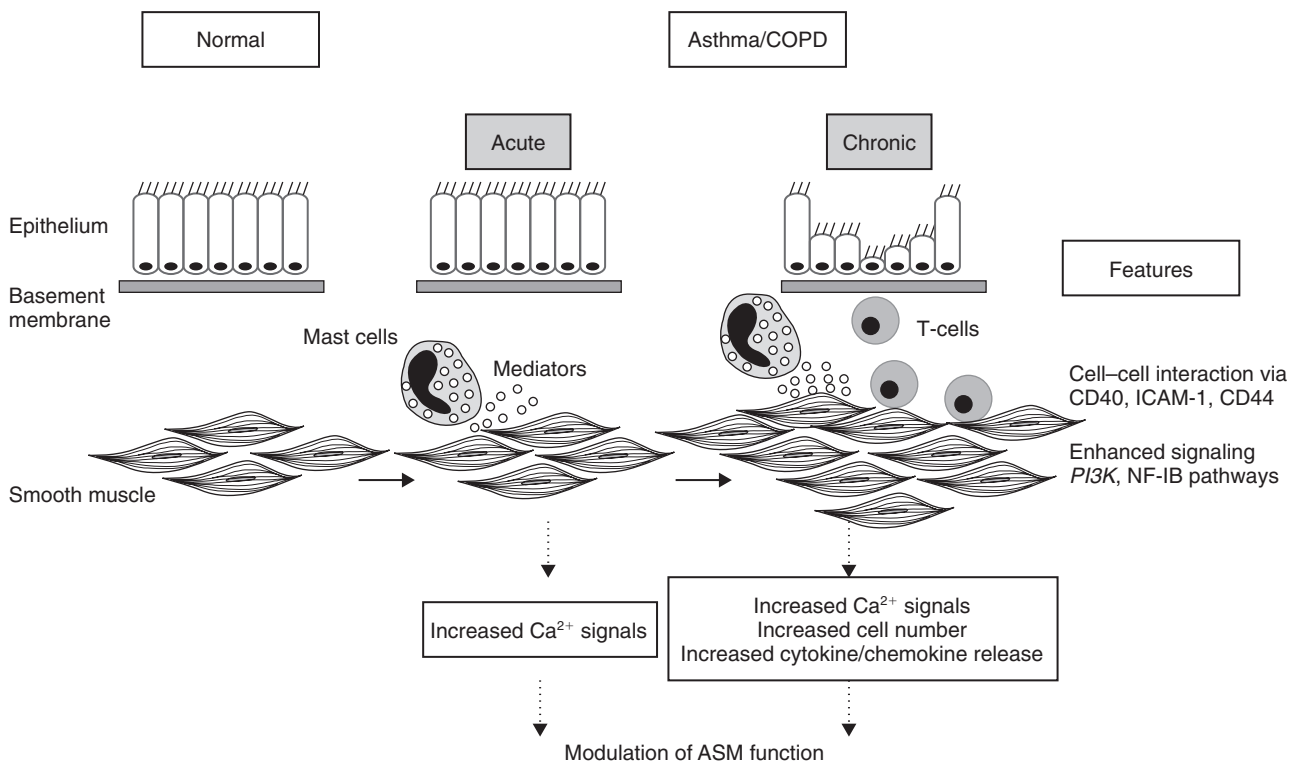 Normal
Asthma/COPD
Acute
Chronic
Epithelium
Features
Basement
membrane
Mast cells
T-cells
Mediators
Cell–cell interaction via
CD40, ICAM-1, CD44
Enhanced signaling
PI3K, NF-IB pathways
Smooth muscle
Increased Ca²⁺ signals
Increased Ca²⁺ signals
Increased cell number
Increased cytokine/chemokine release
Modulation of ASM function